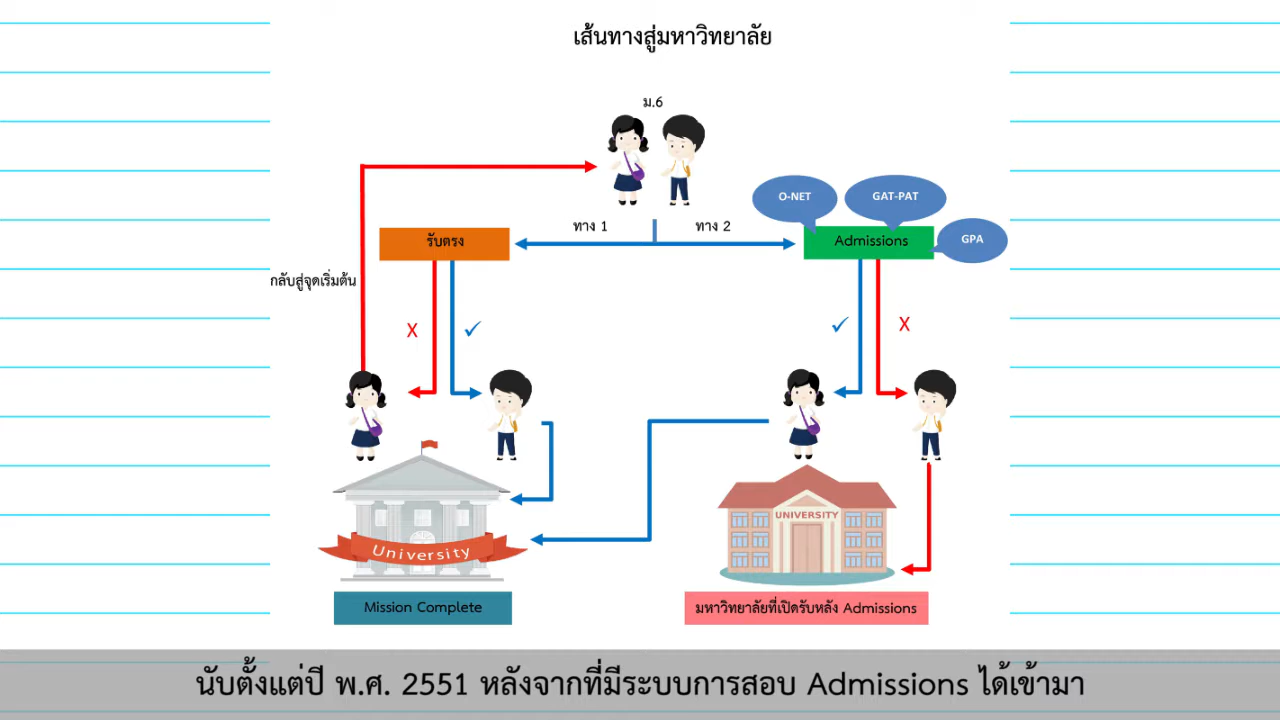 เส้นทางสู่มหาวิทยาลัย
ม.6
O-NET
GAT-PAT
ทาง 1
ทาง 2
รับตรง
Admissions
GPA
กลับสู่จุดเริ่มต้น
X
✓
✓
X
UNIVERSITY
University
Mission Complete
มหาวิทยาลัยที่เปิดรับหลัง Admissions
นับตั้งแต่ปี พ.ศ. 2551 หลังจากที่มีระบบการสอบ Admissions ได้เข้ามา